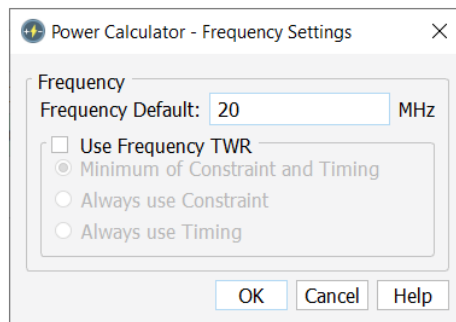 Power Calculator - Frequency Settings
Frequency
Frequency Default: 20 MHz
Use Frequency TWR
Minimum of Constraint and Timing
Always use Constraint
Always use Timing
OK Cancel Help